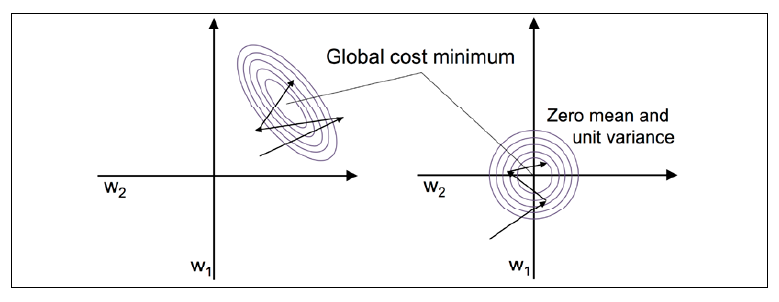 Global cost minimum
Zero mean and
unit variance
w2
w1
w2
w1